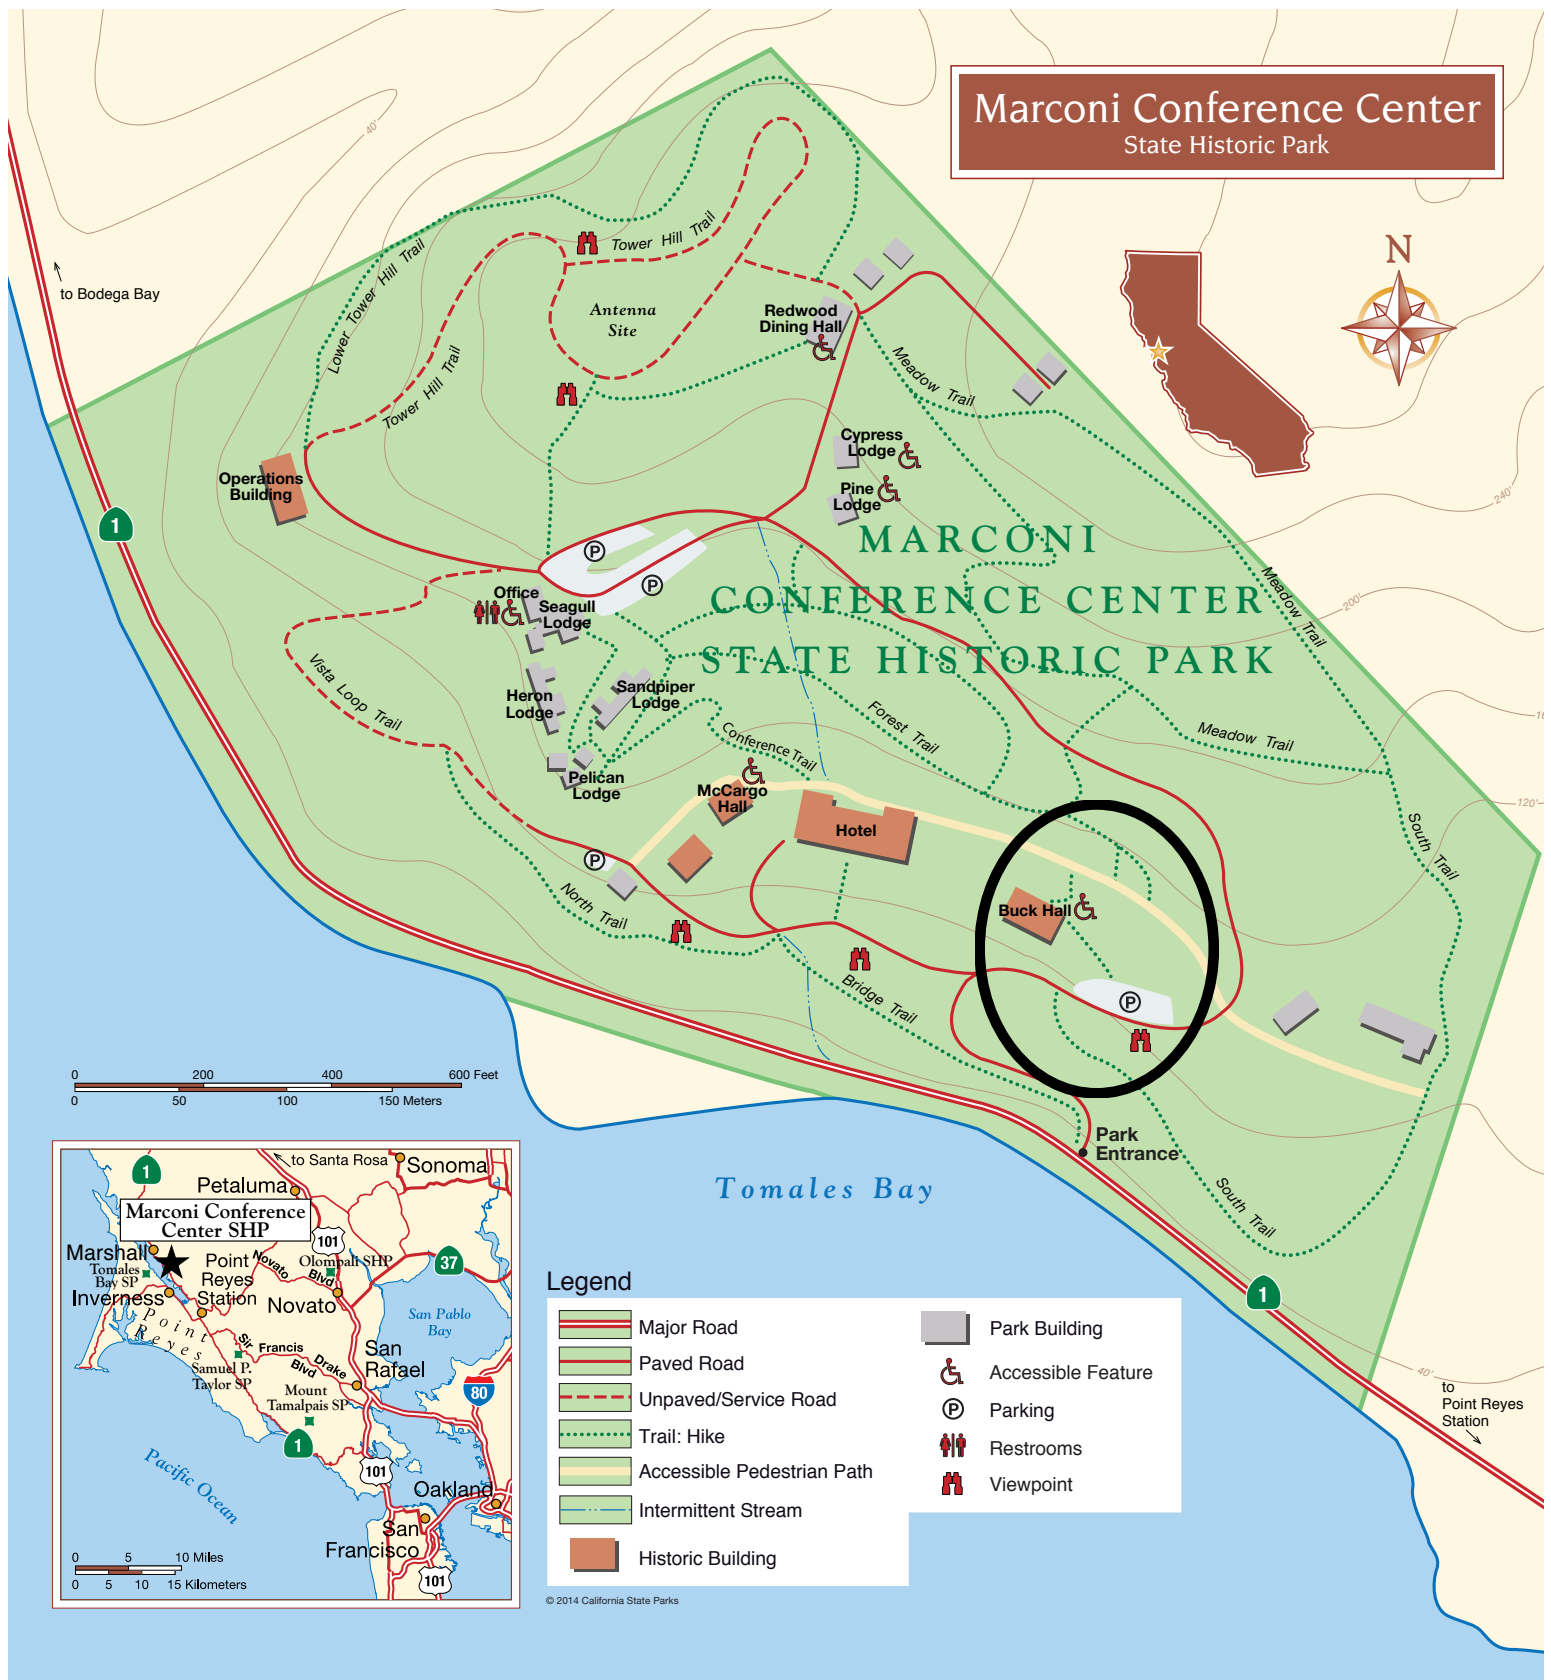 Marconi Conference Center
State Historic Park
40'
to Bodega Bay
N
Lower Tower Hill Trail
Tower Hill Trail
Antenna
Site
Redwood
Dining Hall
Tower Hill Trail
Meadow Trail
Cypress
Lodge
Pine
Lodge
Operations
Building
240'
1
MARCONI
CONFERENCE CENTER
STATE HISTORIC PARK
P
P
Office
Seagull
Lodge
200'
Meadow Trail
Vista Loop Trail
Heron
Lodge
Sandpiper
Lodge
Forest Trail
Conference Trail
Meadow Trail
16
Pelican
Lodge
McCargo
Hall
Hotel
120'
South Trail
P
North Trail
Buck Hall
Bridge Trail
P
0 200 400 600 Feet
0 50 100 150 Meters
Park
Entrance
Tomales Bay
South Trail
1
40'
to
Point Reyes
Station
to Santa Rosa
Sonoma
1
Petaluma
Marconi Conference
Center SHP
101
Marshall
Tomales
Bay SP
Point
Reyes
Station
Novato
Blvd
Olompali SHP
37
Inverness
Novato
Point
Reyes
San Pablo
Bay
Sir Francis
Drake
Blvd
San
Rafael
Samuel P.
Taylor SP
Mount
Tamalpais SP
80
1
101
Pacific Ocean
Oakland
San
Francisco
101
0 5 10 Miles
0 5 10 15 Kilometers
Legend
Major Road
Paved Road
Unpaved/Service Road
Trail: Hike
Accessible Pedestrian Path
Intermittent Stream
Historic Building
Park Building
Accessible Feature
P Parking
Restrooms
Viewpoint
© 2014 California State Parks